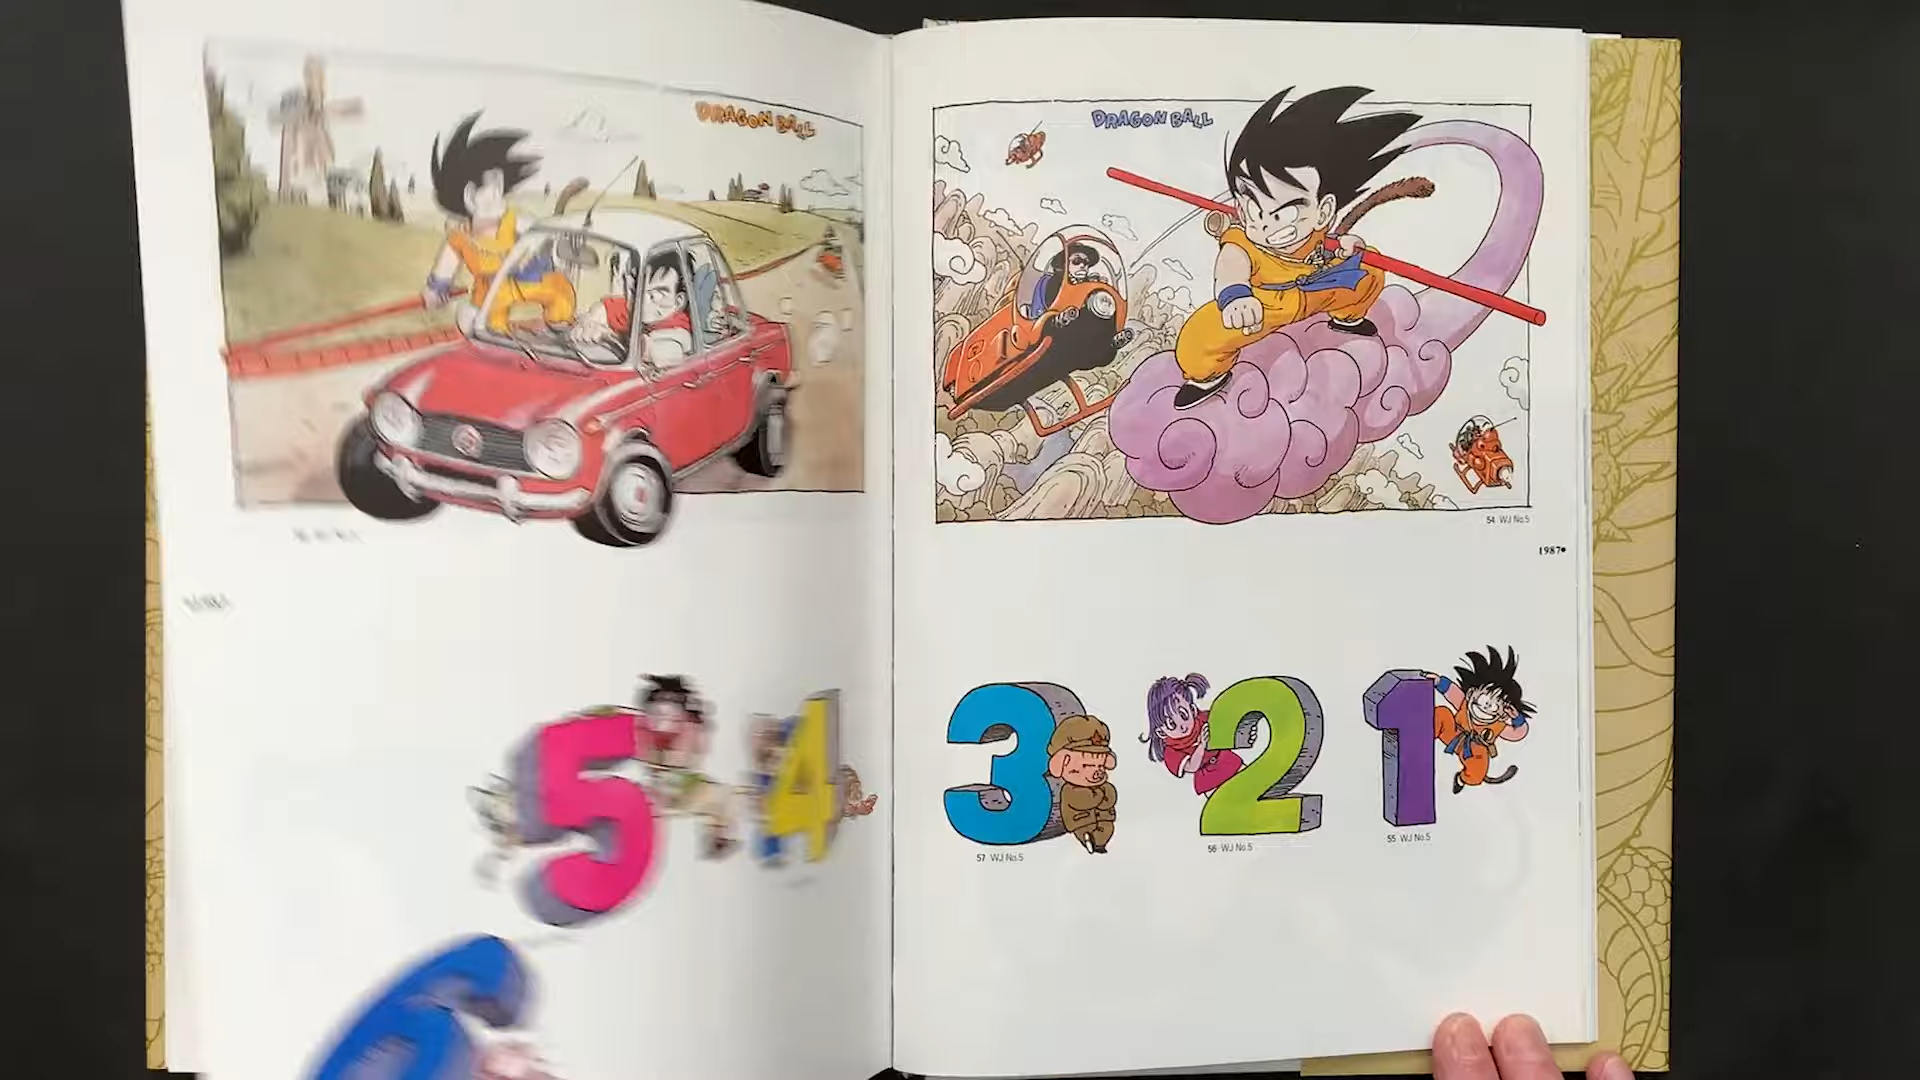 DRAGON BALL
DRAGON BALL
54 WJ No.5
1987●
5
4
3
2
1
57 WJ No.5
56 WJ No.5
55 WJ No.5